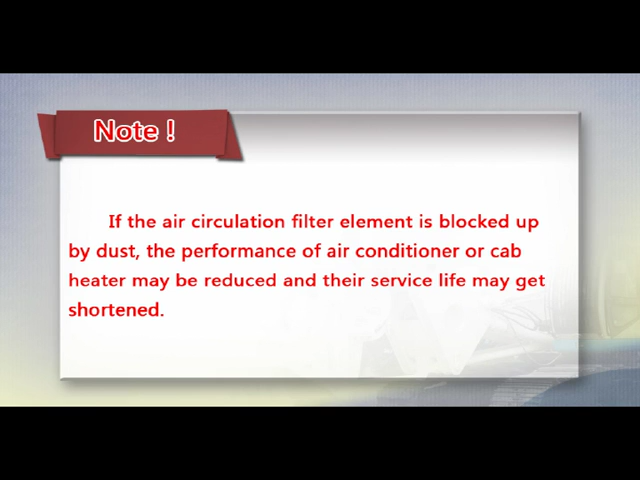 Note !
If the air circulation filter element is blocked up
by dust, the performance of air conditioner or cab
heater may be reduced and their service life may get
shortened.